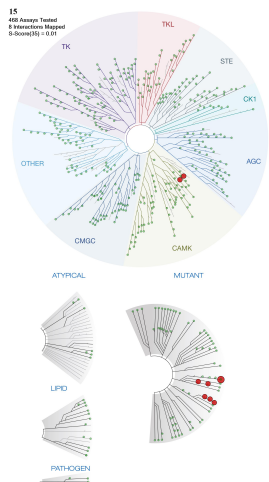 15
468 Assays Tested
8 Interactions Mapped
S-Score(35) = 0.01
TK
TKL
STE
CK1
AGC
CAMK
CMGC
OTHER
ATYPICAL
MUTANT
LIPID
PATHOGEN